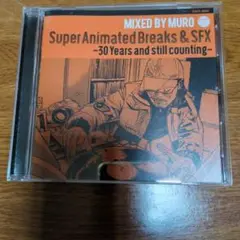 MIXED BY MURO
Super Animated Breaks & SFX
~30 Years and still counting~